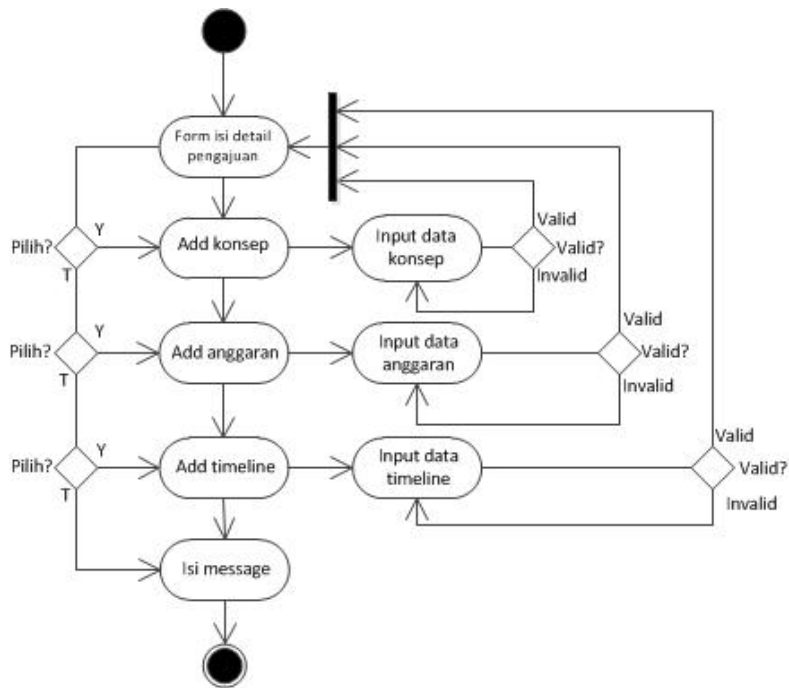 Form isi detail
pengajuan
Pilih?
Y
T
Add konsep
Input data
konsep
Valid
Valid?
Invalid
Pilih?
Y
T
Add anggaran
Input data
anggaran
Valid
Valid?
Invalid
Pilih?
Y
T
Add timeline
Input data
timeline
Valid
Valid?
Invalid
Isi message